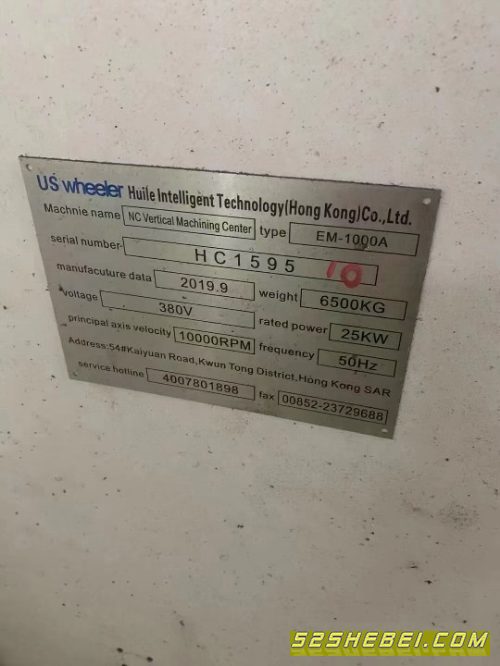 US wheeler Huile Intelligent Technology(Hong Kong)Co.,Ltd.
Machnie name NC Vertical Machining Center type EM-1000A
serial number HC1595 10
manufacuture data 2019.9 weight 6500KG
voltage 380V rated power 25KW
principal axis velocity 10000RPM frequency 50Hz
Address:54#Kaiyuan Road,Kwun Tong District,Hong Kong SAR
service hotline 4007801898 fax 00852-23729688
52SHEBEI.COM